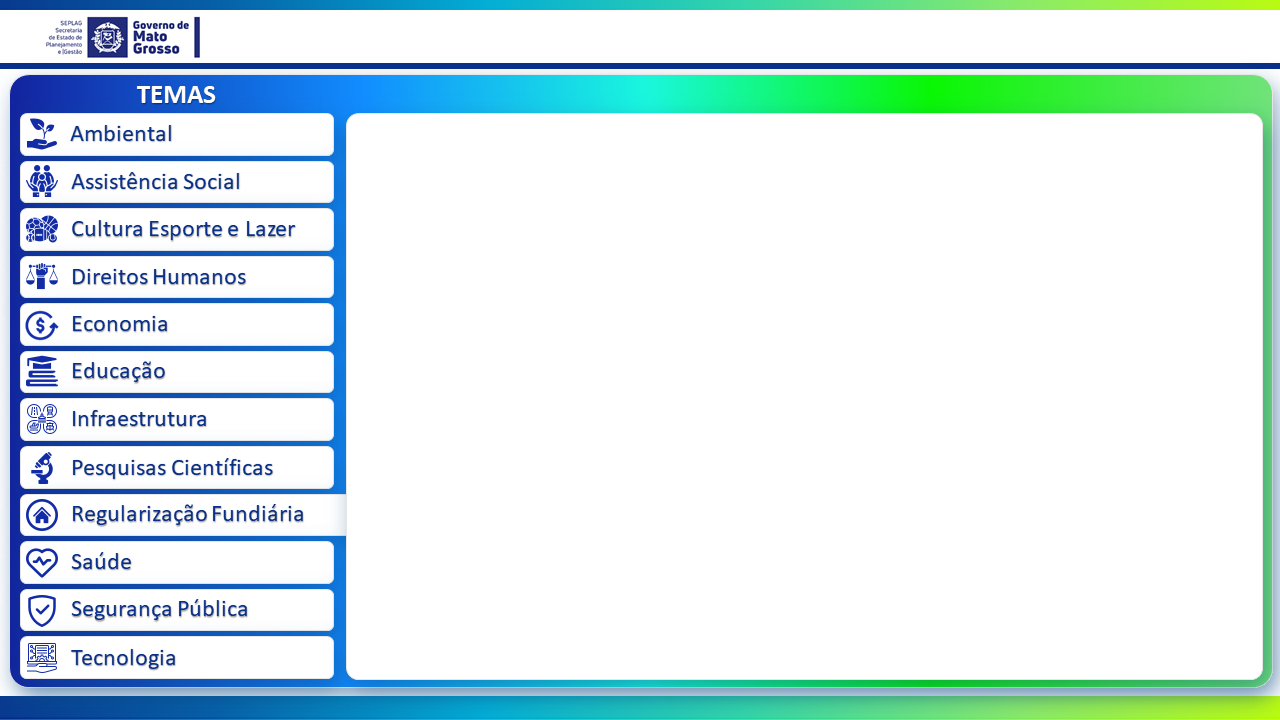 SEPLAG
Secretaria
de Estado de
Planejamento
e |Gestão
Governo de
Mato
Grosso
TEMAS
Ambiental
Assistência Social
Cultura Esporte e Lazer
Direitos Humanos
Economia
Educação
Infraestrutura
Pesquisas Científicas
Regularização Fundiária
Saúde
Segurança Pública
Tecnologia